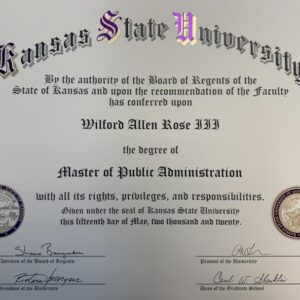 Kansas State University
By the authority of the Board of Regents of the
State of Kansas and upon the recommendation of the Faculty
has conferred upon
Wilford Allen Rose III
the degree of
Master of Public Administration
with all its rights, privileges, and responsibilities.
Given under the seal of Kansas State University
this fifteenth day of May, two thousand and twenty.
Chairman of the Board of Regents
Provost of the University
President of the University
Dean of the Graduate School